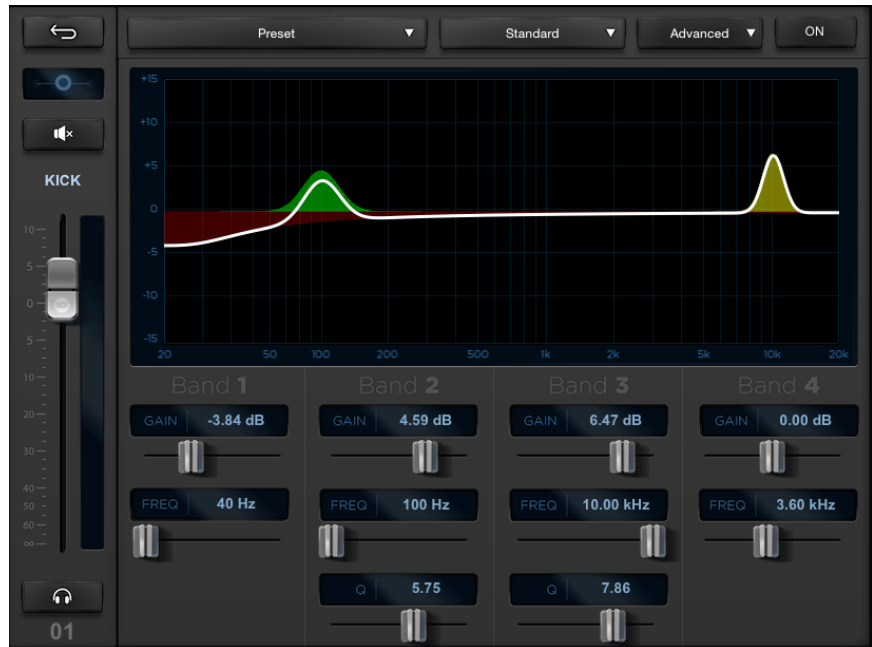 Preset ▼ Standard ▼ Advanced ▼ ON
KICK
10
5
0
5
10
20
30
40
50
60
∞
01
+15
+10
+5
0
-5
-10
-15
20 50 100 200 500 1k 2k 5k 10k 20k
Band 1 Band 2 Band 3 Band 4
GAIN -3.84 dB GAIN 4.59 dB GAIN 6.47 dB GAIN 0.00 dB
FREQ 40 Hz FREQ 100 Hz FREQ 10.00 kHz FREQ 3.60 kHz
Q 5.75 Q 7.86